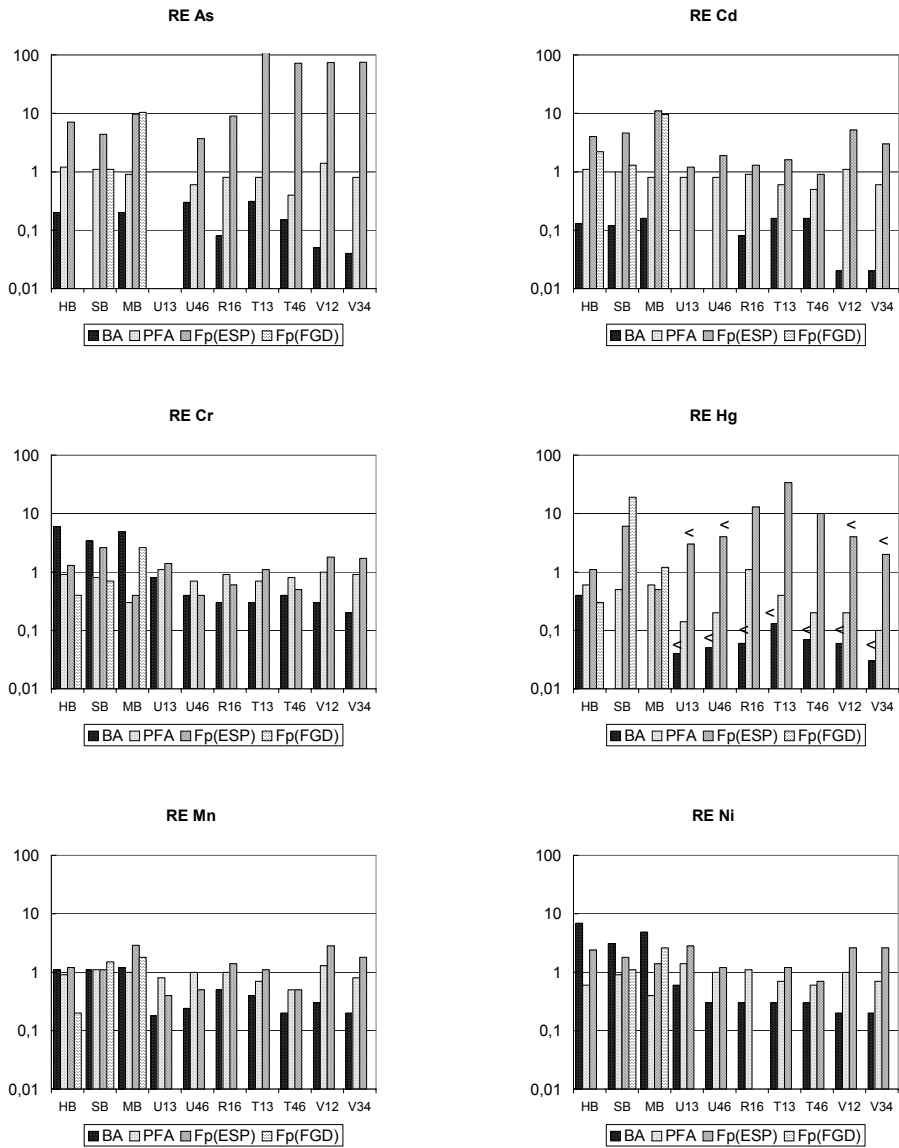 RE As
100
10
1
0,1
0,01
HB SB MB U13 U46 R16 T13 T46 V12 V34
BA PFA Fp(ESP) Fp(FGD)
RE Cd
100
10
1
0,1
0,01
HB SB MB U13 U46 R16 T13 T46 V12 V34
BA PFA Fp(ESP) Fp(FGD)
RE Cr
100
10
1
0,1
0,01
HB SB MB U13 U46 R16 T13 T46 V12 V34
BA PFA Fp(ESP) Fp(FGD)
RE Hg
100
10
1
0,1
0,01
< < < <
< < < < < < <
HB SB MB U13 U46 R16 T13 T46 V12 V34
BA PFA Fp(ESP) Fp(FGD)
RE Mn
100
10
1
0,1
0,01
HB SB MB U13 U46 R16 T13 T46 V12 V34
BA PFA Fp(ESP) Fp(FGD)
RE Ni
100
10
1
0,1
0,01
HB SB MB U13 U46 R16 T13 T46 V12 V34
BA PFA Fp(ESP) Fp(FGD)